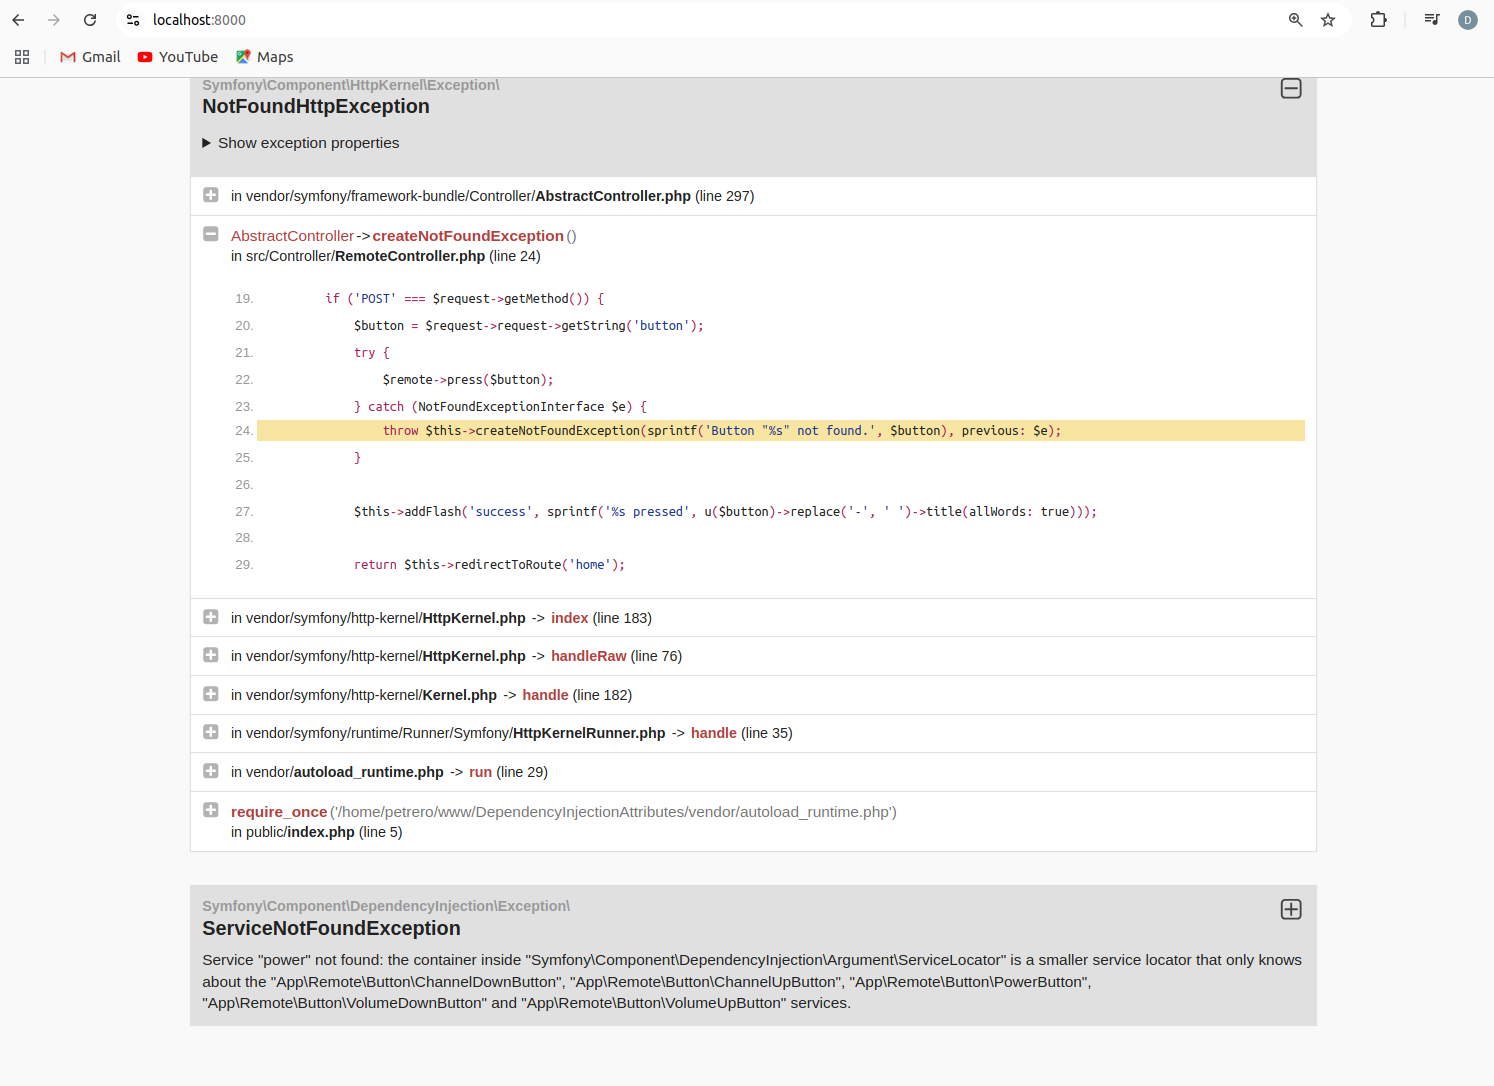 localhost:8000
D
Gmail YouTube Maps
Symfony\Component\HttpKernel\Exception\
NotFoundHttpException
Show exception properties
in vendor/symfony/framework-bundle/Controller/AbstractController.php (line 297)
AbstractController->createNotFoundException()
in src/Controller/RemoteController.php (line 24)
19. if ('POST' === $request->getMethod()) {
20. $button = $request->request->getString('button');
21. try {
22. $remote->press($button);
23. } catch (NotFoundExceptionInterface $e) {
24. throw $this->createNotFoundException(sprintf('Button "%s" not found.', $button), previous: $e);
25. }
26.
27. $this->addFlash('success', sprintf('%s pressed', u($button)->replace('-', ' ')->title(allWords: true)));
28.
29. return $this->redirectToRoute('home');
in vendor/symfony/http-kernel/HttpKernel.php -> index (line 183)
in vendor/symfony/http-kernel/HttpKernel.php -> handleRaw (line 76)
in vendor/symfony/http-kernel/Kernel.php -> handle (line 182)
in vendor/symfony/runtime/Runner/Symfony/HttpKernelRunner.php -> handle (line 35)
in vendor/autoload_runtime.php -> run (line 29)
require_once('/home/petrero/www/DependencyInjectionAttributes/vendor/autoload_runtime.php')
in public/index.php (line 5)
Symfony\Component\DependencyInjection\Exception\
ServiceNotFoundException
Service "power" not found: the container inside "Symfony\Component\DependencyInjection\Argument\ServiceLocator" is a smaller service locator that only knows
about the "App\Remote\Button\ChannelDownButton", "App\Remote\Button\ChannelUpButton", "App\Remote\Button\PowerButton",
"App\Remote\Button\VolumeDownButton" and "App\Remote\Button\VolumeUpButton" services.